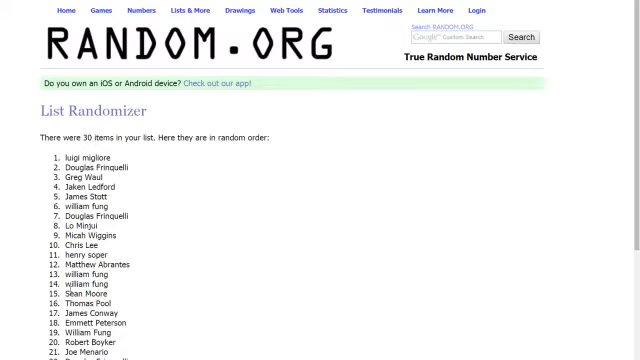 Home Games Numbers Lists & More Drawings Web Tools Statistics Testimonials Learn More Login
Search RANDOM.ORG
RANDOM.ORG
Google™ Custom Search Search
True Random Number Service
Do you own an iOS or Android device? Check out our app!
List Randomizer
There were 30 items in your list. Here they are in random order:
1. luigi migliore
2. Douglas Frinquelli
3. Greg Waul
4. Jaken Ledford
5. James Stott
6. william fung
7. Douglas Frinquelli
8. Lo Minjui
9. Micah Wiggins
10. Chris Lee
11. henry soper
12. Matthew Abrantes
13. william fung
14. william fung
15. Sean Moore
16. Thomas Pool
17. James Conway
18. Emmett Peterson
19. William Fung
20. Robert Boyker
21. Joe Menario